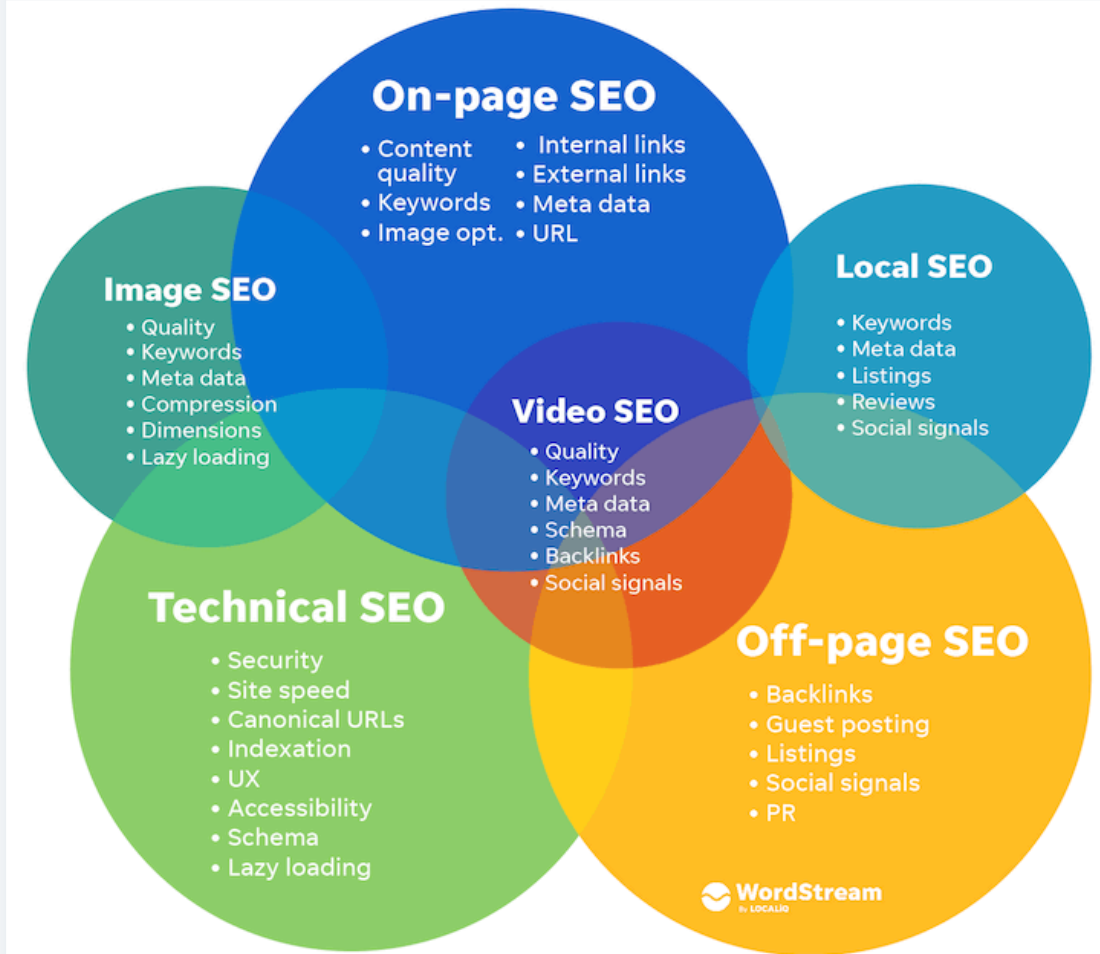 On-page SEO
• Content
quality
• Keywords
• Image opt.
• Internal links
• External links
• Meta data
• URL
Image SEO
• Quality
• Keywords
• Meta data
• Compression
• Dimensions
• Lazy loading
Local SEO
• Keywords
• Meta data
• Listings
• Reviews
• Social signals
Video SEO
• Quality
• Keywords
• Meta data
• Schema
• Backlinks
• Social signals
Technical SEO
• Security
• Site speed
• Canonical URLs
• Indexation
• UX
• Accessibility
• Schema
• Lazy loading
Off-page SEO
• Backlinks
• Guest posting
• Listings
• Social signals
• PR
WordStream
By LOCALiQ